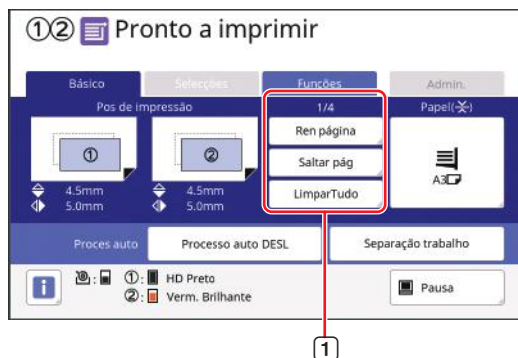 ①② Pronto a imprimir
Básico Selecções Funções Admin.
Pos de impressão 1/4 Papel(
① ② Ren página
Saltar pág
LimparTudo
A3
4.5mm 4.5mm
5.0mm 5.0mm
Proces auto Processo auto DESL Separação trabalho
①: HD Preto
②: Verm. Brilhante
Pausa
1